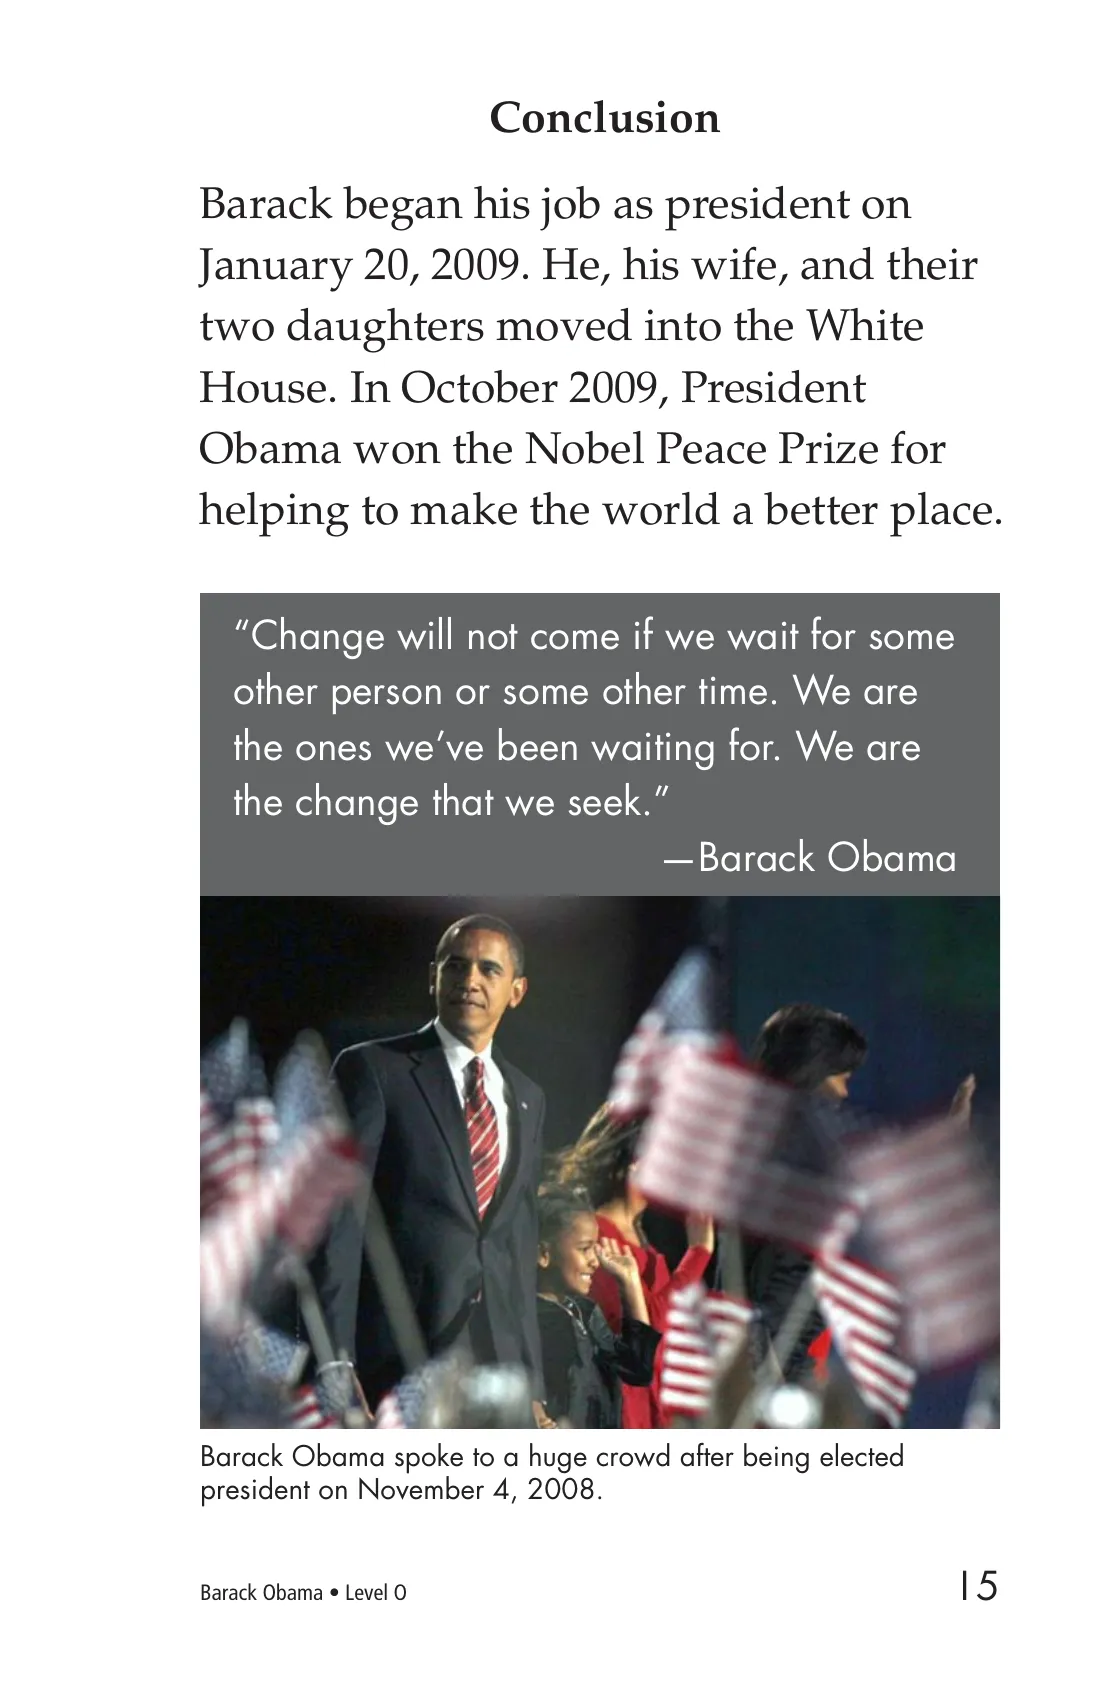 Conclusion
Barack began his job as president on
January 20, 2009. He, his wife, and their
two daughters moved into the White
House. In October 2009, President
Obama won the Nobel Peace Prize for
helping to make the world a better place.
“Change will not come if we wait for some
other person or some other time. We are
the ones we’ve been waiting for. We are
the change that we seek.”
—Barack Obama
Barack Obama spoke to a huge crowd after being elected
president on November 4, 2008.
Barack Obama • Level O
15